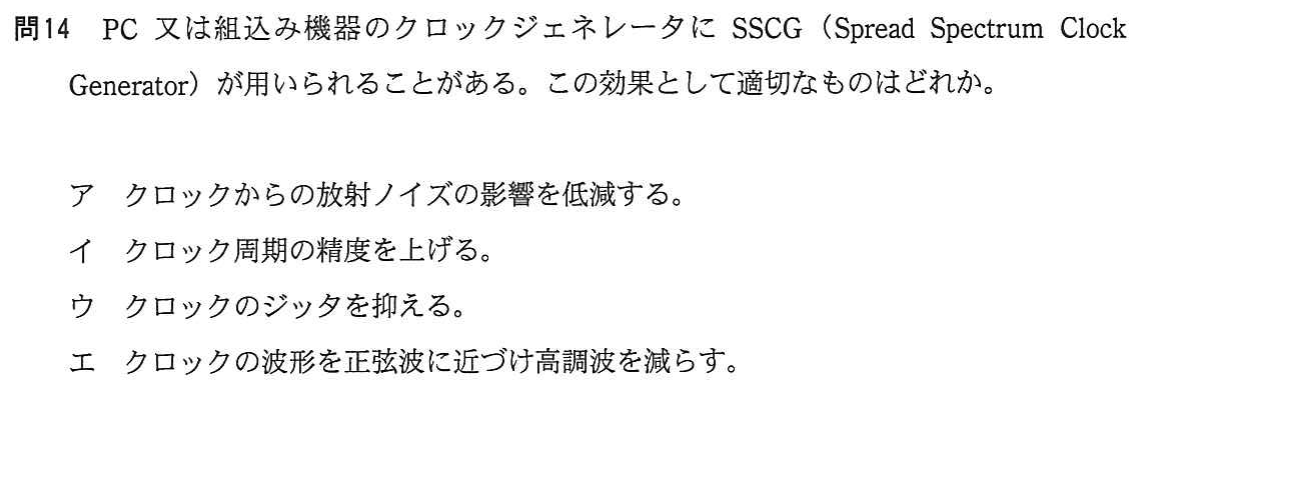 問14 PC 又は組込み機器のクロックジェネレータに SSCG（Spread Spectrum Clock
Generator）が用いられることがある。この効果として適切なものはどれか。
ア クロックからの放射ノイズの影響を低減する。
イ クロック周期の精度を上げる。
ウ クロックのジッタを抑える。
エ クロックの波形を正弦波に近づけ高調波を減らす。